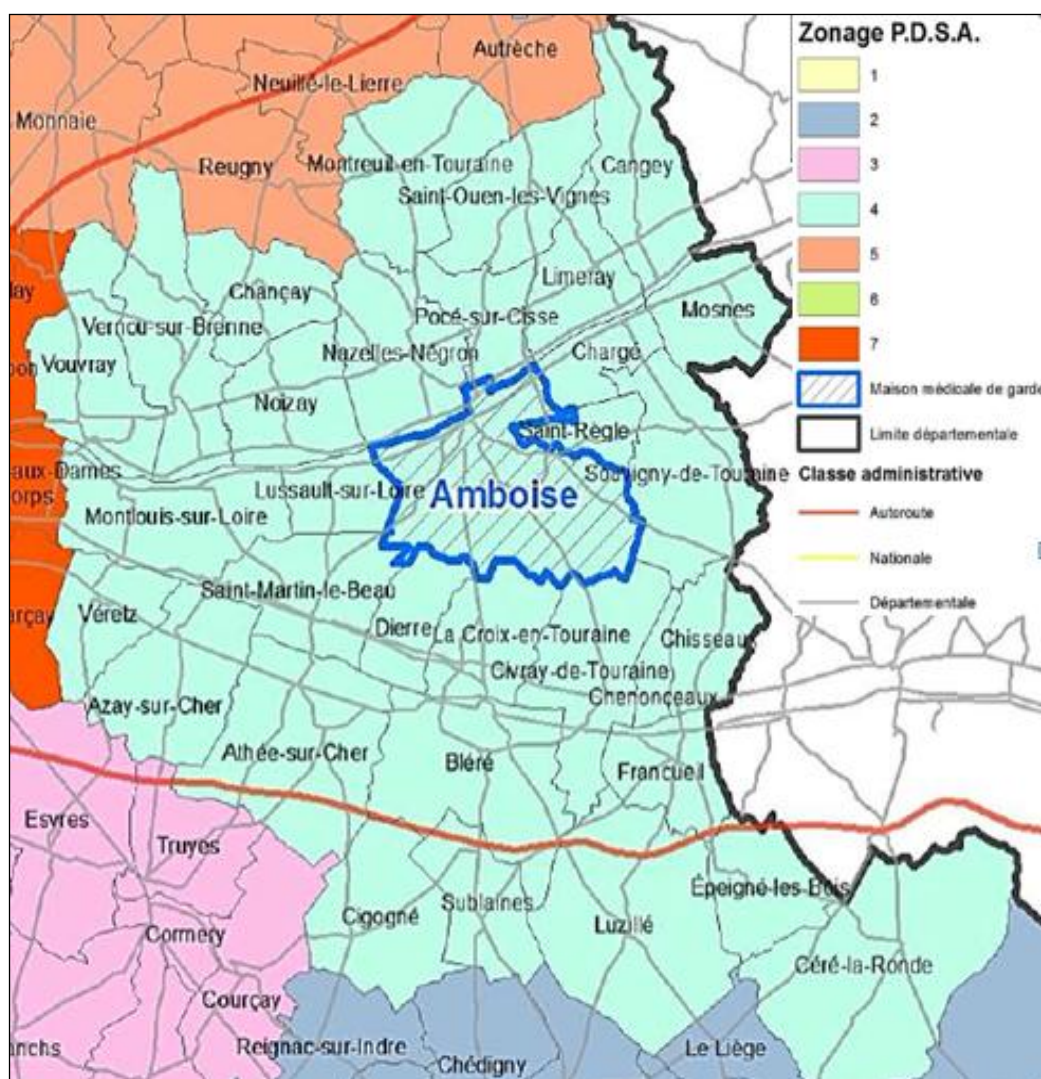 Zonage P.D.S.A.
1
2
3
4
5
6
7
Maison médicale de garde
Limite départementale
Classe administrative
Autoroute
Nationale
Départementale
Autrèche
Neuillé-le-Lierre
Monnaie
Reugny
Montreuil-en-Touraine
Cangey
Saint-Ouen-les-Vignes
Limeray
Chançay
Mosnes
Pocé-sur-Cisse
Vernou-sur-Brenne
Nazelles-Négron
Chargé
Vouvray
Noizay
Saint-Règle
aux-Dames
Souvigny-de-Touraine
Corps
Lussault-sur-Loire
Amboise
Montlouis-sur-Loire
Saint-Martin-le-Beau
Véretz
Dierre
La Croix-en-Touraine
Chisseau
Civray-de-Touraine
Chenonceaux
Azay-sur-Cher
Athée-sur-Cher
Bléré
Francueil
Esvres
Truyes
Épeigné-les-Bois
Sublaines
Cigogné
Luzillé
Cormery
Céré-la-Ronde
Courçay
Reignac-sur-Indre
Le Liège
Chédigny